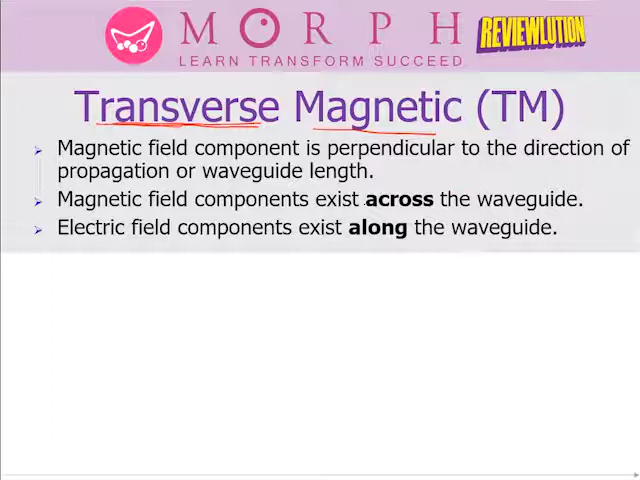 MORPH
REVIEWLUTION
LEARN TRANSFORM SUCCEED
Transverse Magnetic (TM)
Magnetic field component is perpendicular to the direction of
propagation or waveguide length.
Magnetic field components exist across the waveguide.
Electric field components exist along the waveguide.